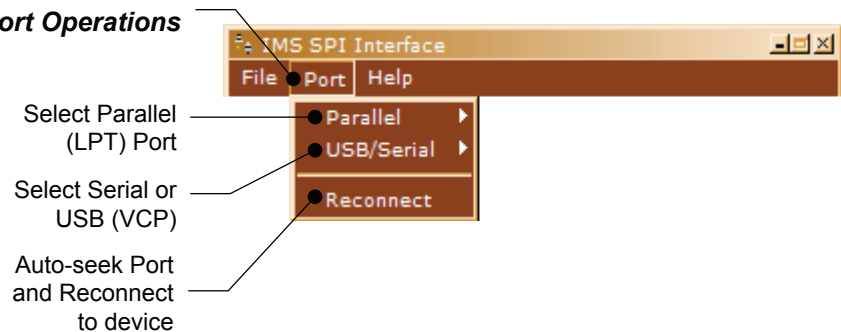 ort Operations
IMS SPI Interface
File Port Help
Select Parallel
(LPT) Port
Parallel
USB/Serial
Select Serial or
USB (VCP)
Reconnect
Auto-seek Port
and Reconnect
to device